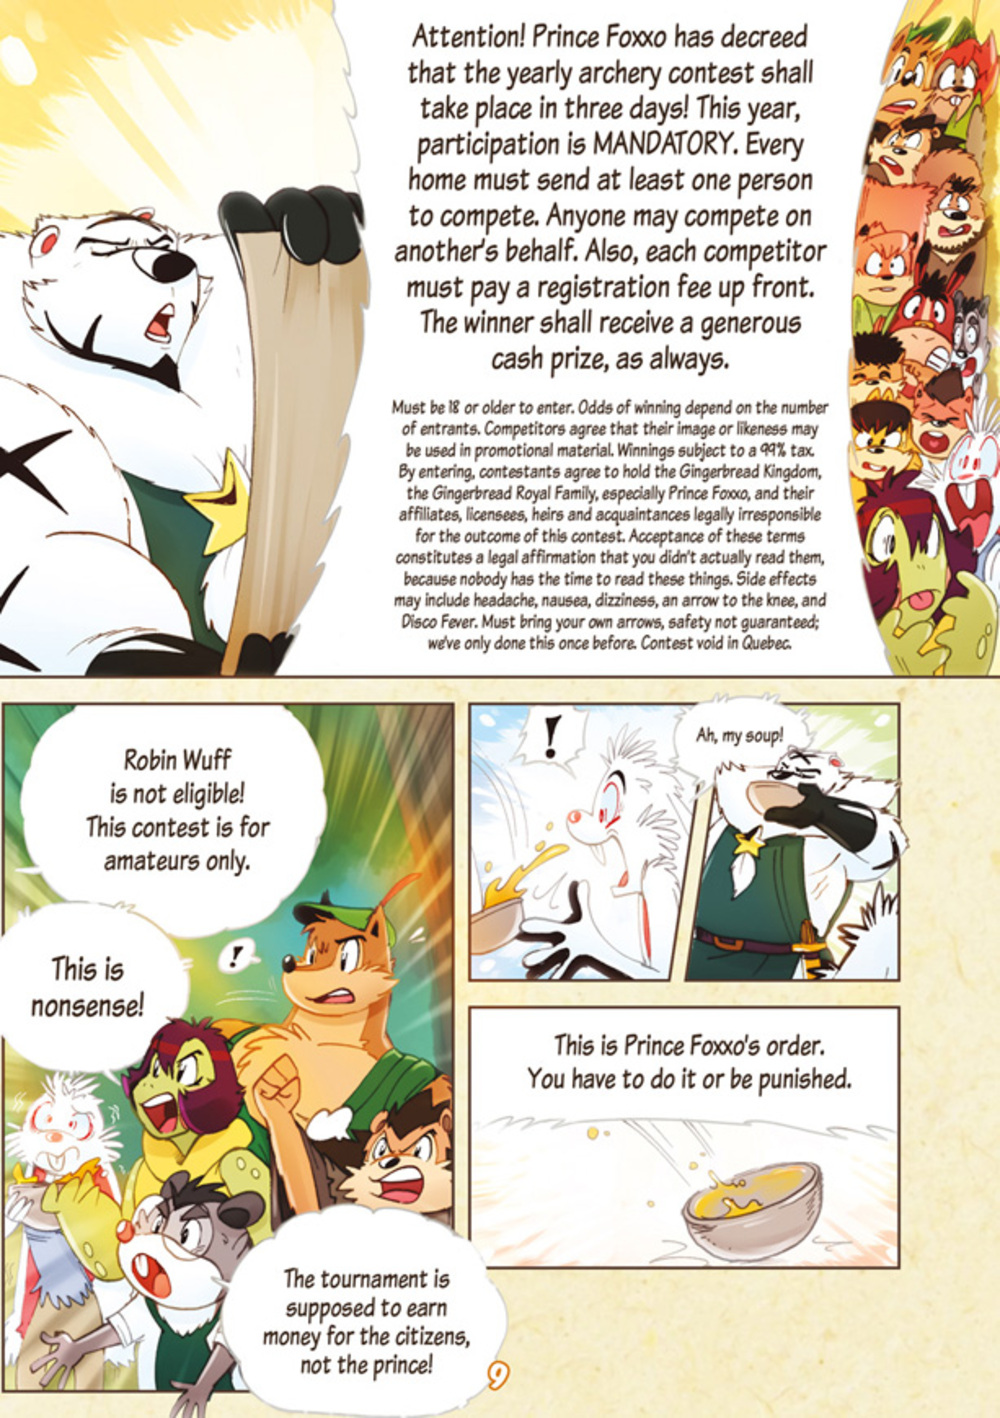 Attention! Prince Foxxo has decreed
that the yearly archery contest shall
take place in three days! This year,
participation is MANDATORY. Every
home must send at least one person
to compete. Anyone may compete on
another's behalf. Also, each competitor
must pay a registration fee up front.
The winner shall receive a generous
cash prize, as always.
Must be 18 or older to enter. Odds of winning depend on the number
of entrants. Competitors agree that their image or likeness may
be used in promotional material. Winnings subject to a 99% tax.
By entering, contestants agree to hold the Gingerbread Kingdom,
the Gingerbread Royal Family, especially Prince Foxxo, and their
affiliates, licensees, heirs and acquaintances legally irresponsible
for the outcome of this contest. Acceptance of these terms
constitutes a legal affirmation that you didn't actually read them,
because nobody has the time to read these things. Side effects
may include headache, nausea, dizziness, an arrow to the knee, and
Disco Fever. Must bring your own arrows, safety not guaranteed;
we've only done this once before. Contest void in Quebec.
Robin Wuff
is not eligible!
This contest is for
amateurs only.
This is
nonsense!
!
The tournament is
supposed to earn
money for the citizens,
not the prince!
!
Ah, my soup!
This is Prince Foxxo's order.
You have to do it or be punished.
9